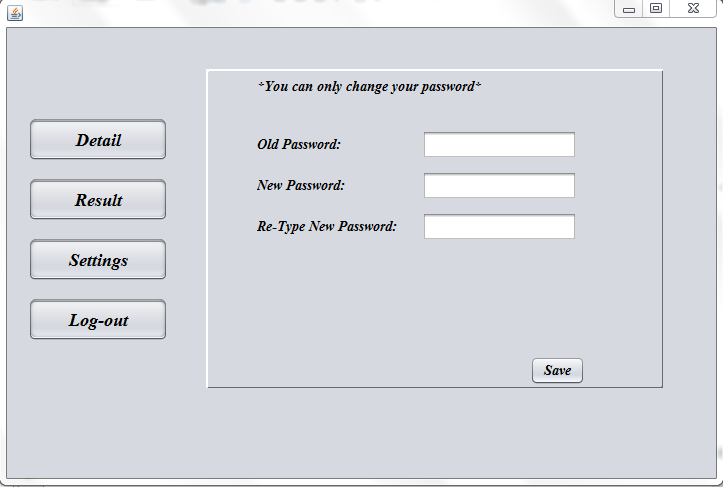 *You can only change your password*
Detail
Old Password:
New Password:
Result
Re-Type New Password:
Settings
Log-out
Save